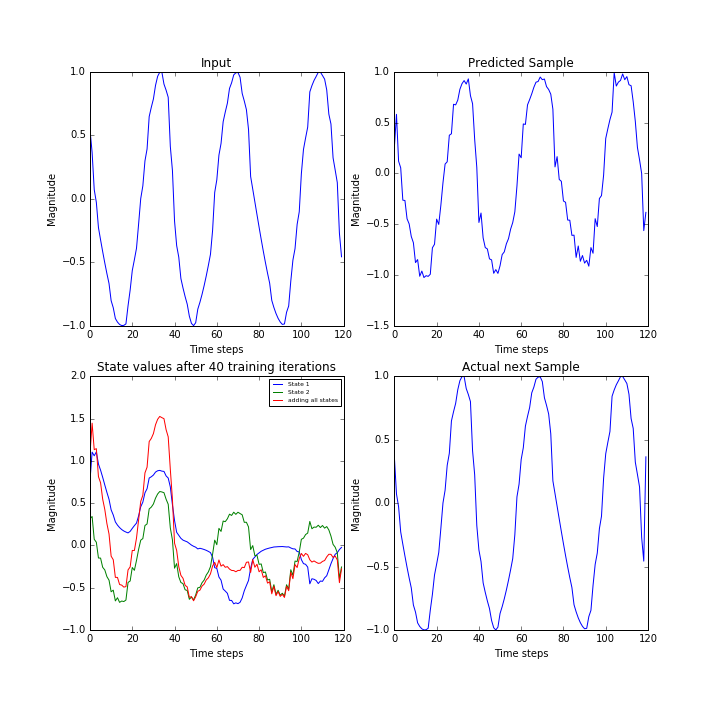 Input
Magnitude
1.0
0.5
0.0
−0.5
−1.0
0 20 40 60 80 100 120
Time steps
Predicted Sample
Magnitude
1.0
0.5
0.0
−0.5
−1.0
−1.5
0 20 40 60 80 100 120
Time steps
State values after 40 training iterations
Magnitude
2.0
1.5
1.0
0.5
0.0
−0.5
−1.0
State 1
State 2
adding all states
0 20 40 60 80 100 120
Time steps
Actual next Sample
Magnitude
1.0
0.5
0.0
−0.5
−1.0
0 20 40 60 80 100 120
Time steps